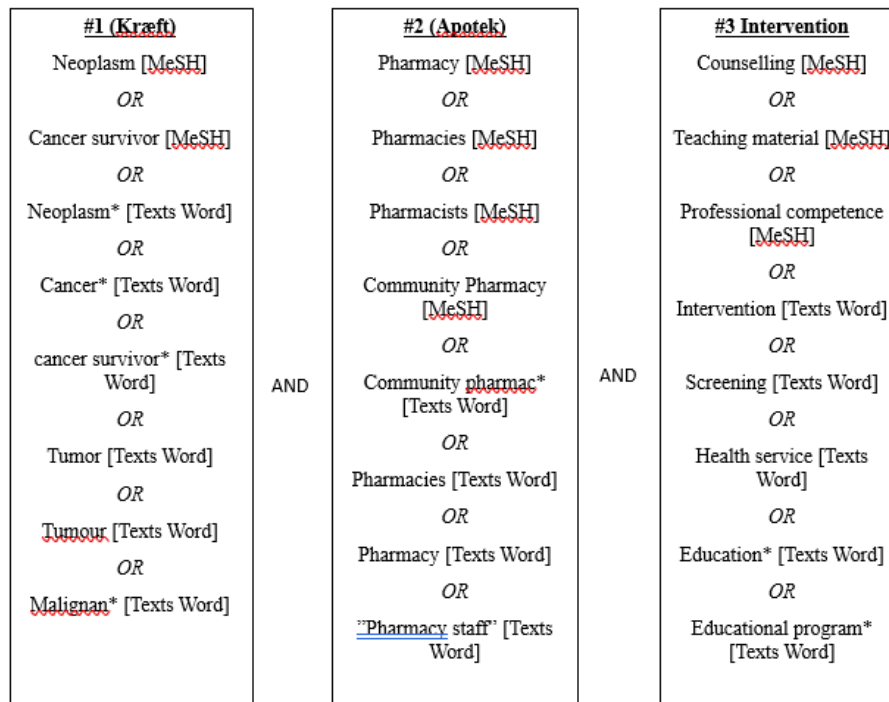 #1 (Kræft)
Neoplasm [MeSH]
OR
Cancer survivor [MeSH]
OR
Neoplasm* [Texts Word]
OR
Cancer* [Texts Word]
OR
cancer survivor* [Texts
Word]
OR
Tumor [Texts Word]
OR
Tumour [Texts Word]
OR
Malignan* [Texts Word]
AND
#2 (Apotek)
Pharmacy [MeSH]
OR
Pharmacies [MeSH]
OR
Pharmacists [MeSH]
OR
Community Pharmacy
[MeSH]
OR
Community pharmac*
[Texts Word]
OR
Pharmacies [Texts Word]
OR
Pharmacy [Texts Word]
OR
”Pharmacy staff” [Texts
Word]
AND
#3 Intervention
Counselling [MeSH]
OR
Teaching material [MeSH]
OR
Professional competence
[MeSH]
OR
Intervention [Texts Word]
OR
Screening [Texts Word]
OR
Health service [Texts
Word]
OR
Education* [Texts Word]
OR
Educational program*
[Texts Word]